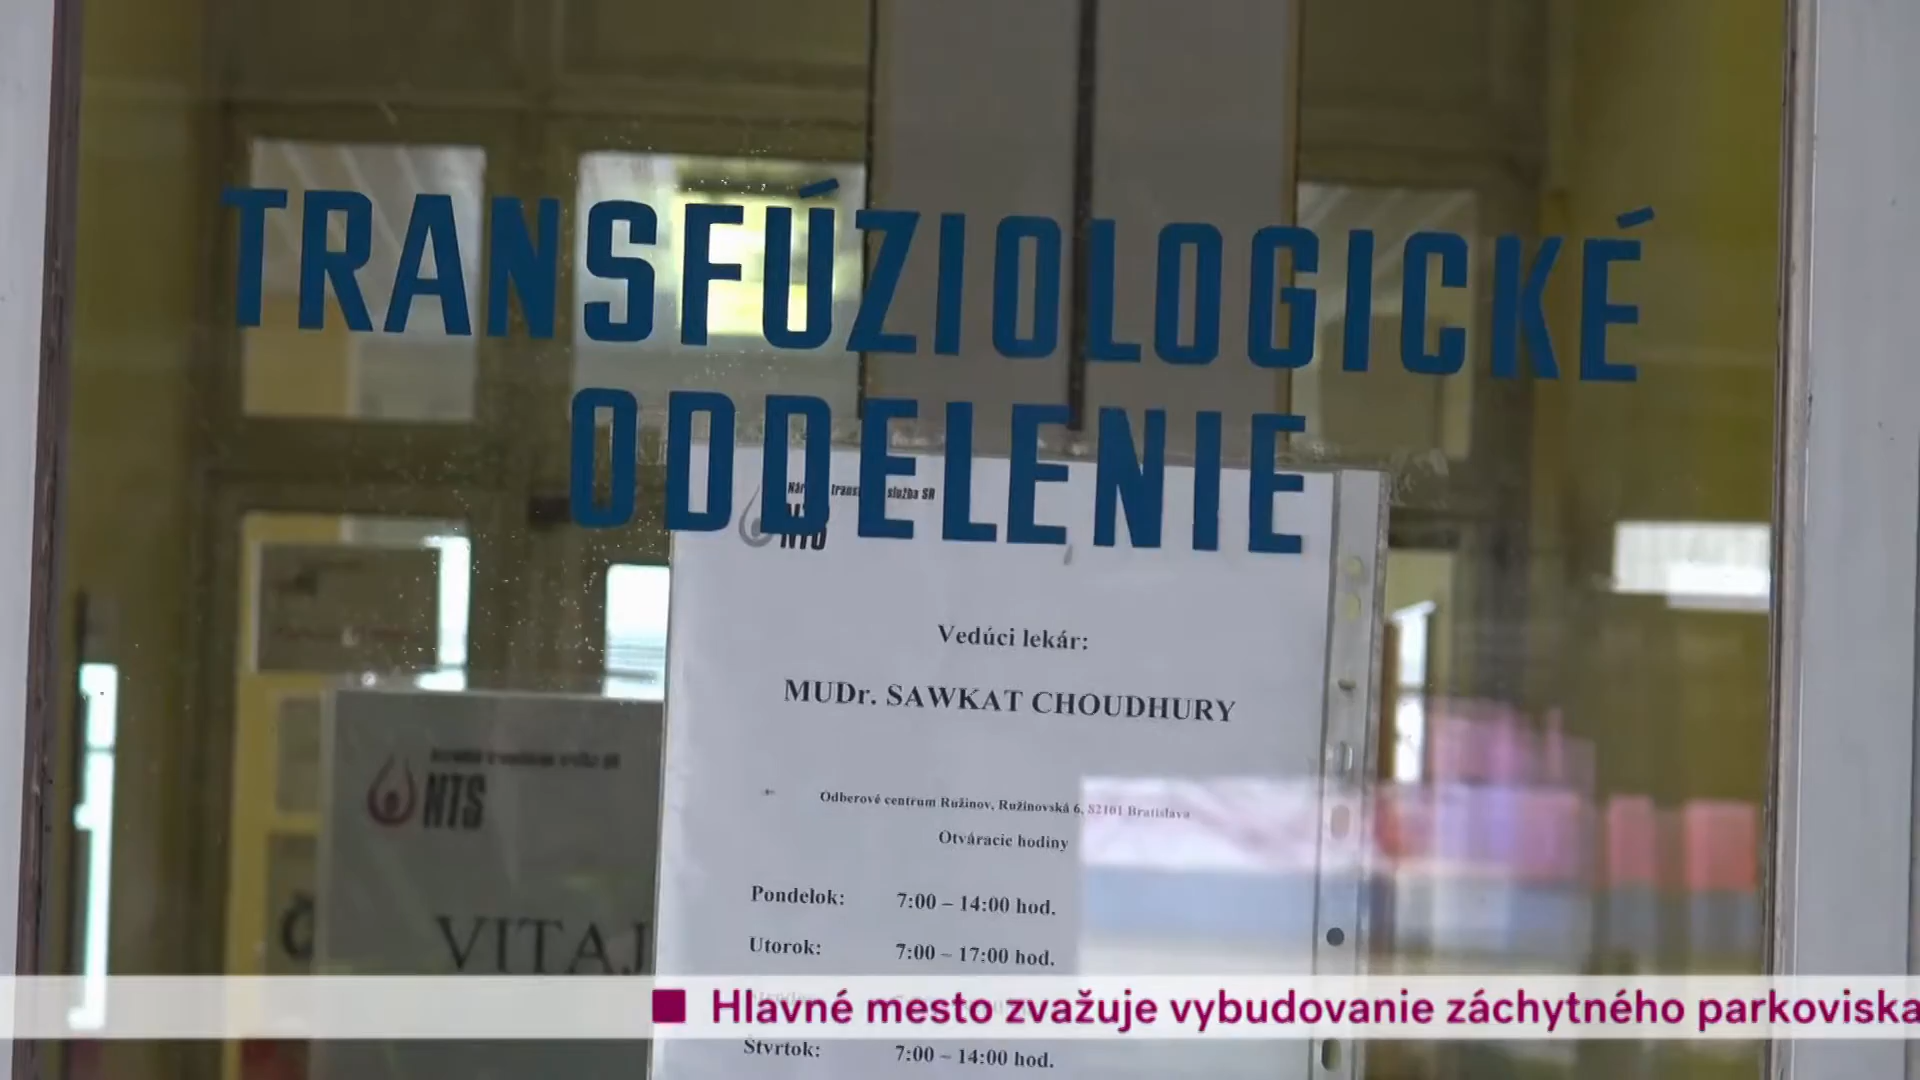 TRANSFÚZIOLOGICKÉ
ODDELENIE
služba SR
NTS
Vedúci lekár:
MUDr. SAWKAT CHOUDHURY
Odberové centrum Ružinov, Ružinovská 6, 82101 Bratislava
Otváracie hodiny
Pondelok: 7:00 – 14:00 hod.
Utorok: 7:00 – 17:00 hod.
Štvrtok: 7:00 – 14:00 hod.
NTS
VITAJ
Hlavné mesto zvažuje vybudovanie záchytného parkoviska